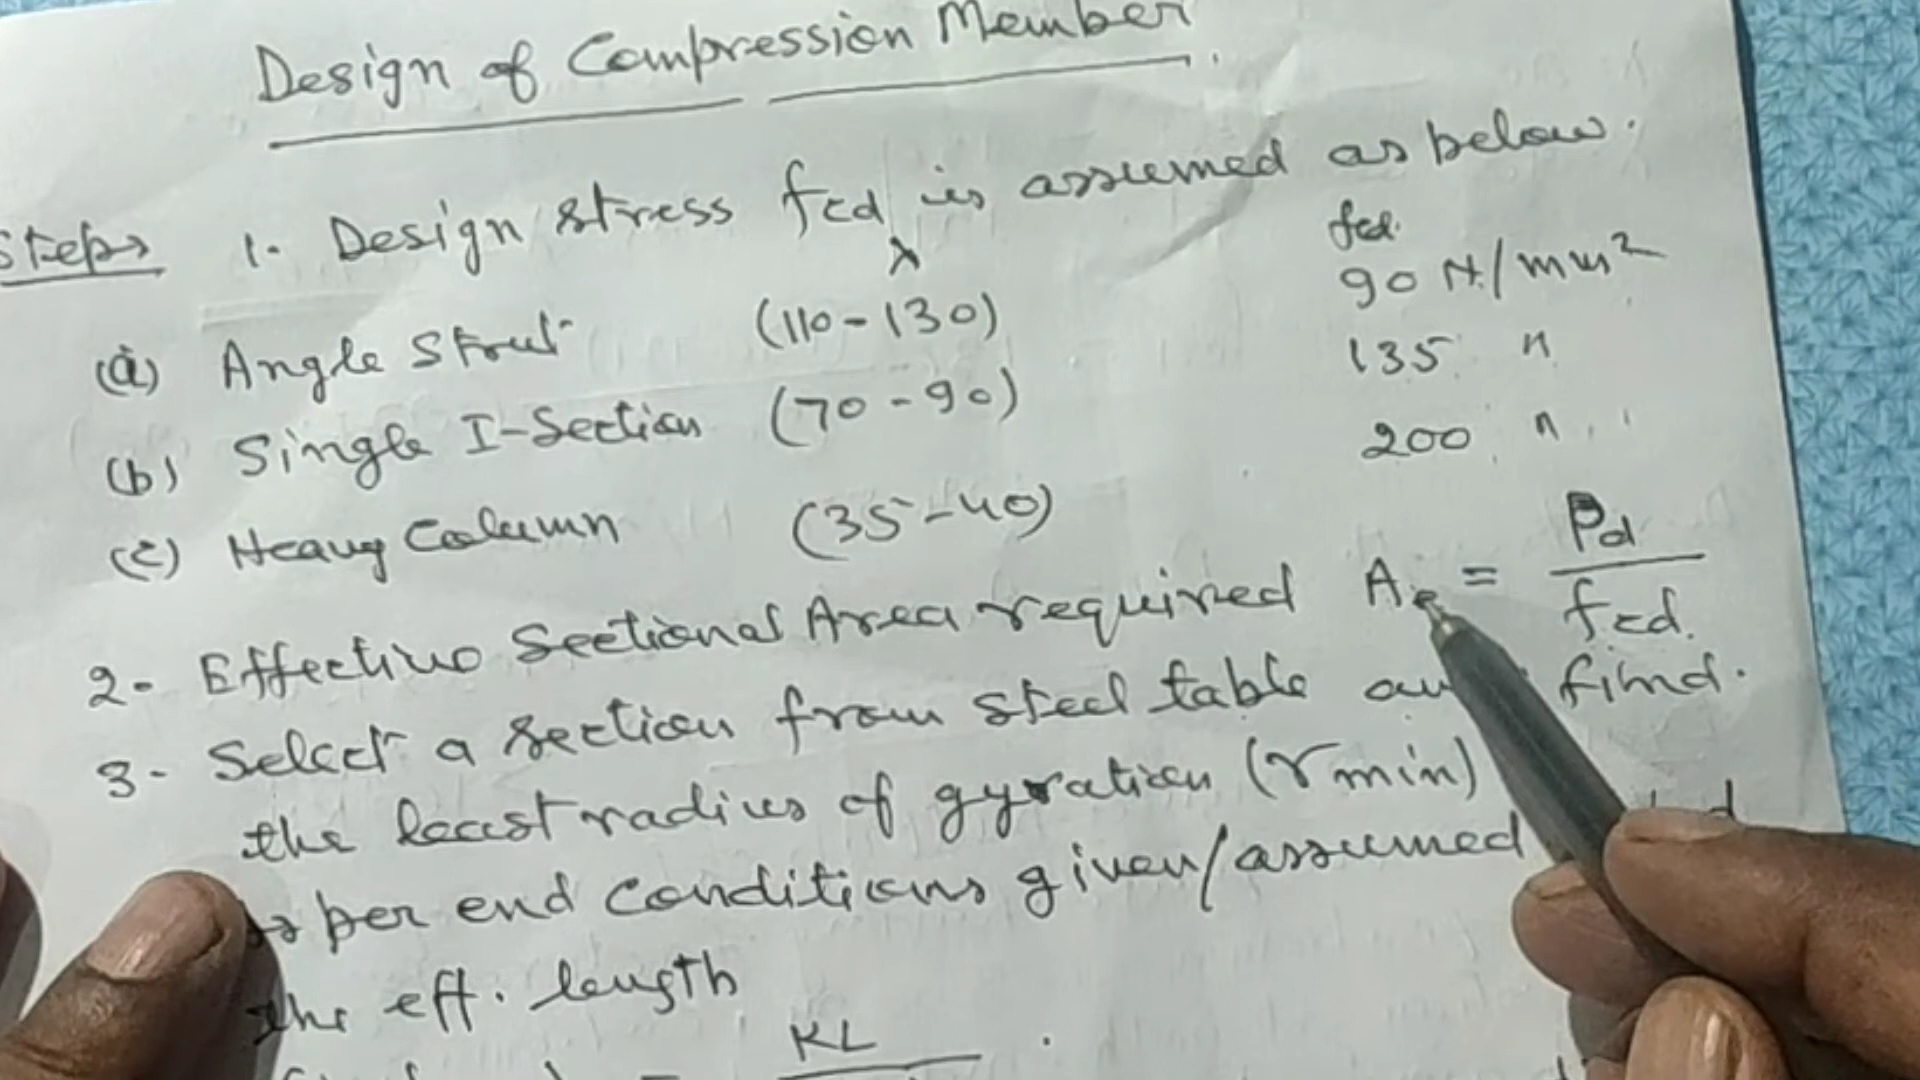 Design of Compression Member
Steps 1. Design stress fcd is assumed as below.
λ fcd.
(a) Angle Strut (110-130) 90 N/mm²
(b) Single I-Section (70-90) 135 "
(c) Heavy Column (35-40) 200 "
2- Effective Sectional Area required Ae = Pd / fcd.
3- Select a section from steel table and find.
the least radius of gyration (rmin)
as per end conditions given/assumed
the eff. length
KL